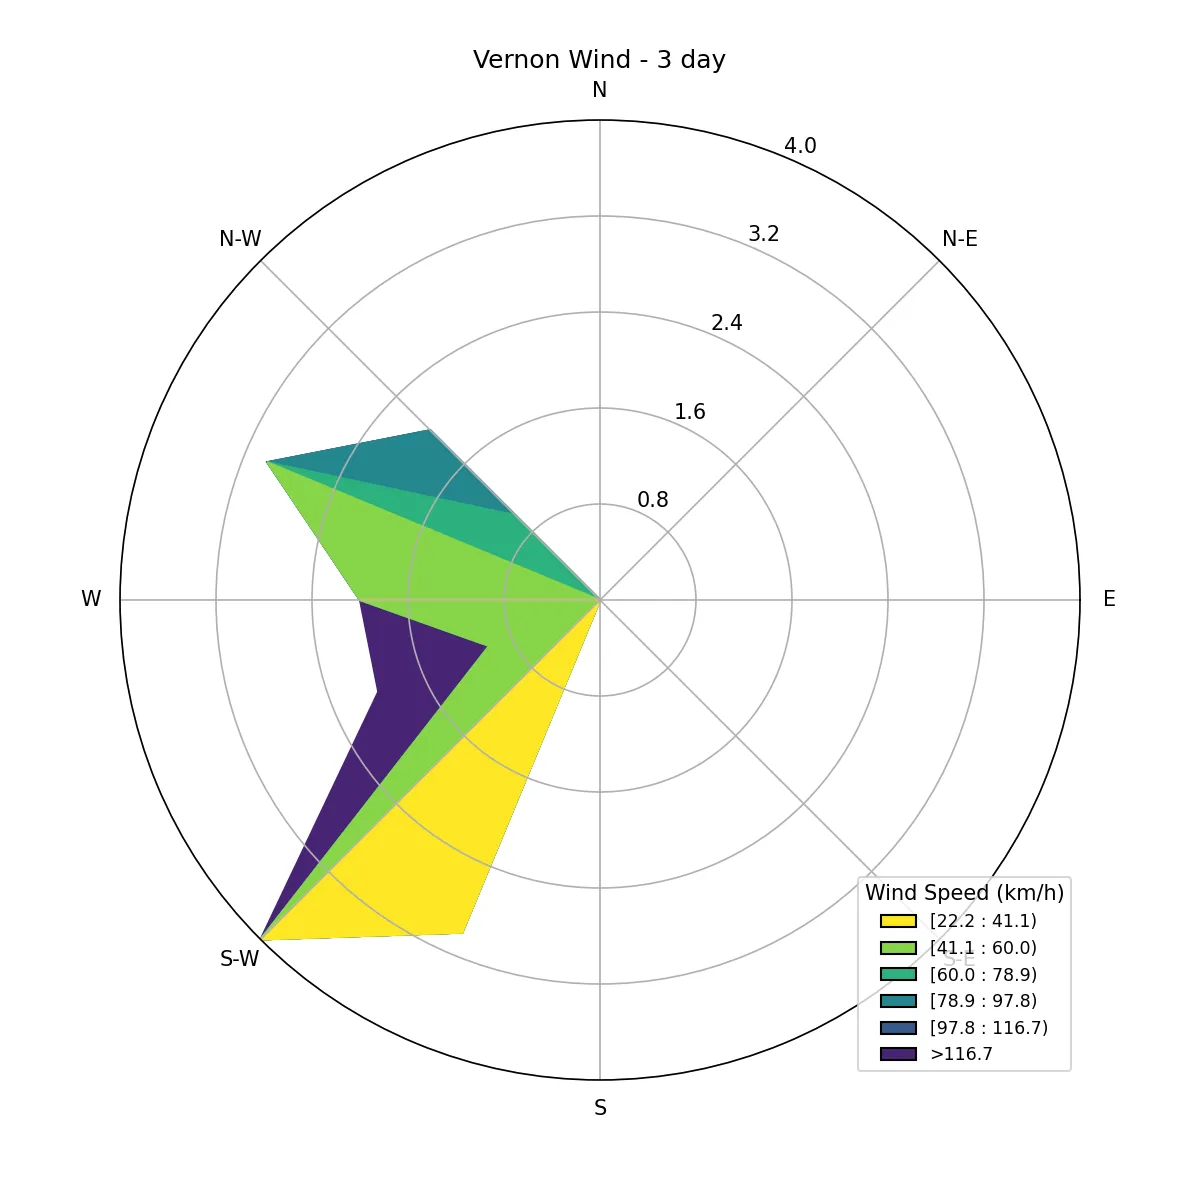 Vernon Wind - 3 day
N
4.0
N-W
3.2
N-E
2.4
1.6
0.8
W
E
Wind Speed (km/h)
[22.2 : 41.1)
[41.1 : 60.0)
S-W
S-E
[60.0 : 78.9)
[78.9 : 97.8)
[97.8 : 116.7)
>116.7
S